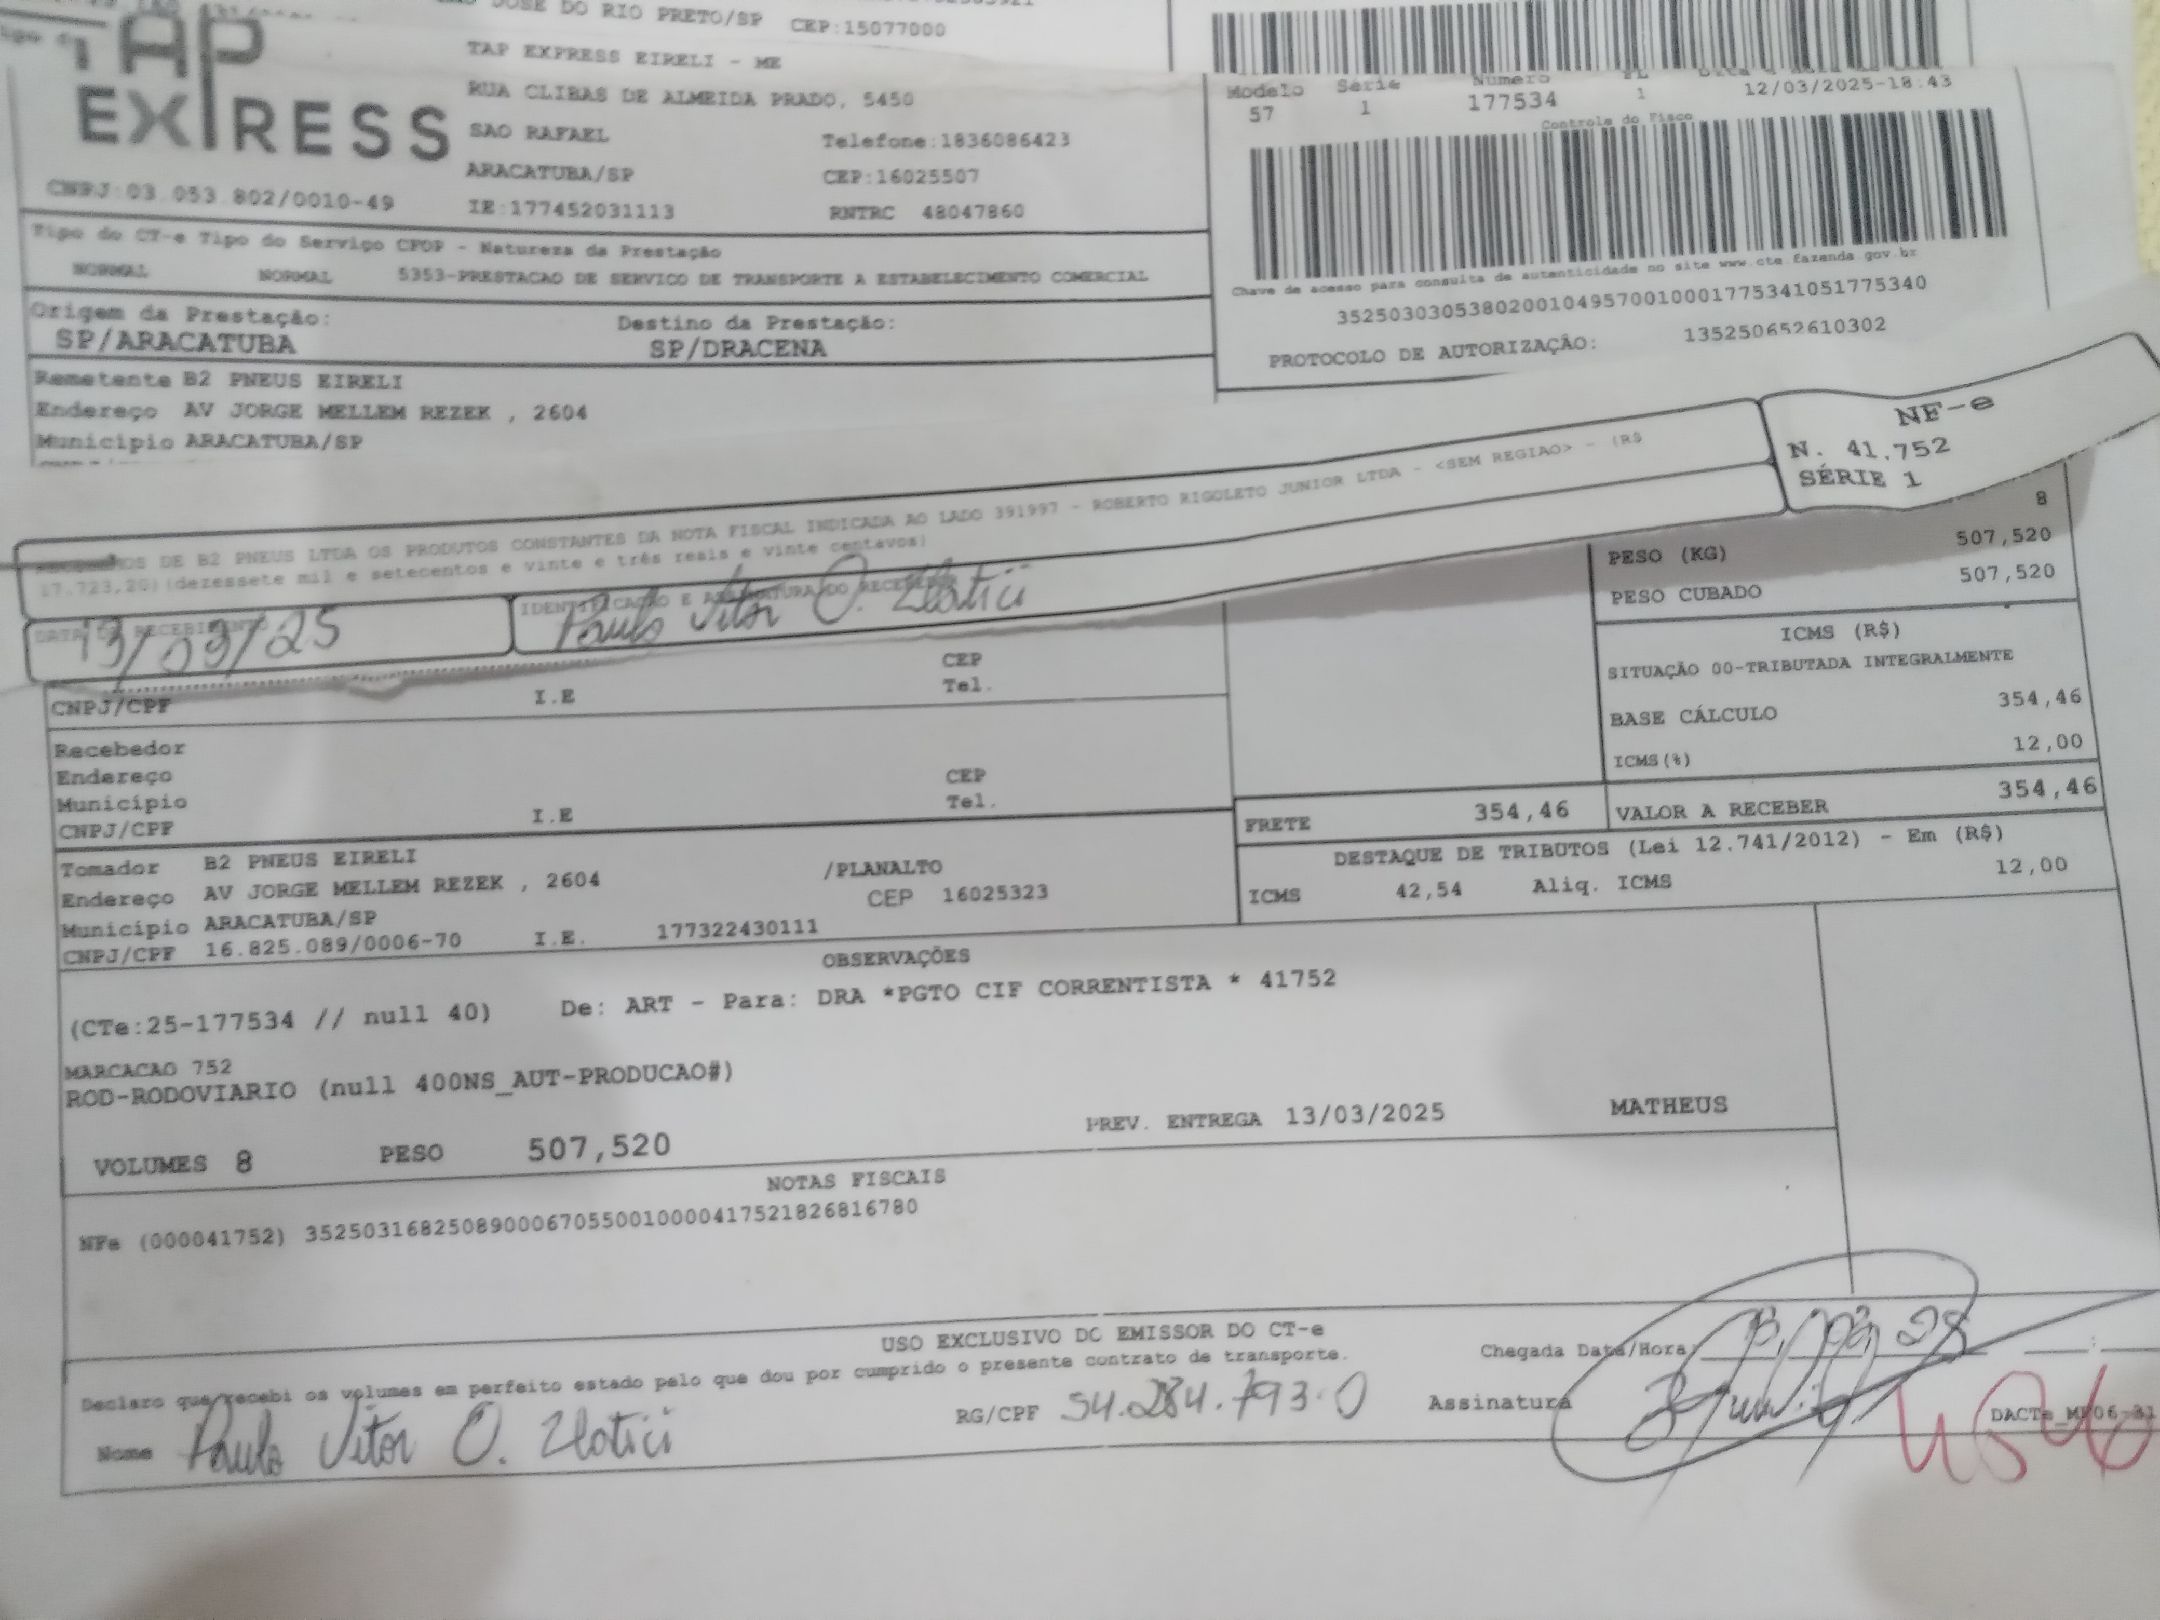 JOSE DO RIO PRETO/SP CEP:15077000
TAP EXPRESS
TAP EXPRESS EIRELI - ME
RUA CLIBAS DE ALMEIDA PRADO, 5450
SAO RAFAEL Telefone:1836086423
ARACATUBA/SP CEP:16025507
CNPJ:03.053.802/0010-49 IE:177452031113 RNTRC 48047860
Modelo Série Número FL
57 1 177534 1 12/03/2025-18:43
Controle do Fisco
Chave de acesso para consulta de autenticidade no site www.cte.fazenda.gov.br
35250303053802001049570010001775341051775340
PROTOCOLO DE AUTORIZAÇÃO: 135250652610302
Tipo do CT-e Tipo do Serviço CFOP - Natureza da Prestação
NORMAL NORMAL 5353-PRESTACAO DE SERVICO DE TRANSPORTE A ESTABELECIMENTO COMERCIAL
Origem da Prestação: Destino da Prestação:
SP/ARACATUBA SP/DRACENA
Remetente B2 PNEUS EIRELI
Endereço AV JORGE MELLEM REZEK , 2604
Município ARACATUBA/SP
NF-e
N. 41.752
SÉRIE 1
DE B2 PNEUS LTDA OS PRODUTOS CONSTANTES DA NOTA FISCAL INDICADA AO LADO 391997 - ROBERTO RIGOLETO JUNIOR LTDA - <SEM REGIAO> - (R$
17.723,20)(dezessete mil e setecentos e vinte e três reais e vinte centavos)
DATA DE RECEBIMENTO IDENTIFICAÇÃO E ASSINATURA DO RECEBEDOR
13/03/25 Paulo Vitor O. Zlotici
8
PESO (KG) 507,520
PESO CUBADO 507,520
ICMS (R$)
SITUAÇÃO 00-TRIBUTADA INTEGRALMENTE
BASE CÁLCULO 354,46
ICMS(%) 12,00
CEP
CNPJ/CPF I.E Tel.
Recebedor
Endereço CEP
Município Tel.
CNPJ/CPF I.E
FRETE 354,46 VALOR A RECEBER 354,46
DESTAQUE DE TRIBUTOS (Lei 12.741/2012) - Em (R$)
ICMS 42,54 Aliq. ICMS 12,00
Tomador B2 PNEUS EIRELI
Endereço AV JORGE MELLEM REZEK , 2604 /PLANALTO
Município ARACATUBA/SP CEP 16025323
CNPJ/CPF 16.825.089/0006-70 I.E. 177322430111
OBSERVAÇÕES
(CTe:25-177534 // null 40) De: ART - Para: DRA *PGTO CIF CORRENTISTA * 41752
MARCACAO 752
ROD-RODOVIARIO (null 400NS_AUT-PRODUCAO#)
PREV. ENTREGA 13/03/2025 MATHEUS
VOLUMES 8 PESO 507,520
NOTAS FISCAIS
NFe (000041752) 35250316825089000670550010000417521826816780
USO EXCLUSIVO DO EMISSOR DO CT-e
Declaro que recebi os volumes em perfeito estado pelo que dou por cumprido o presente contrato de transporte.
Chegada Data/Hora 13/03/25
Nome Paulo Vitor O. Zlotici RG/CPF 54.284.793-0 Assinatura